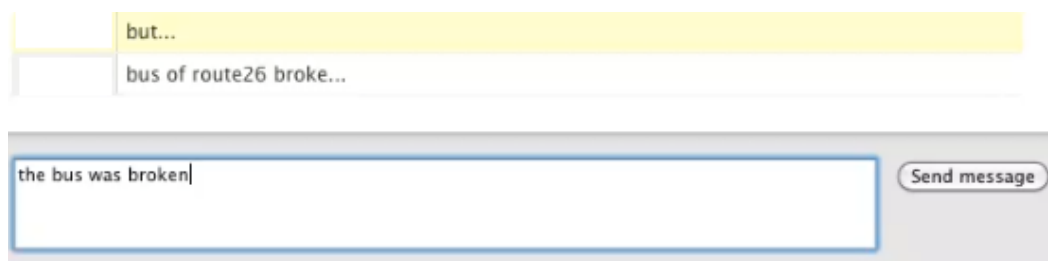 but...
bus of route26 broke...
the bus was broken
Send message